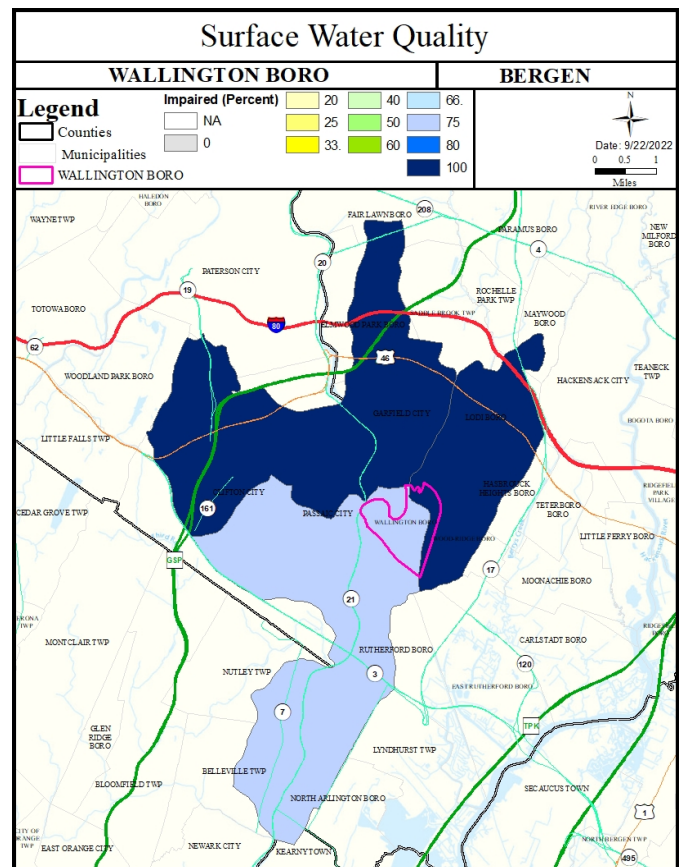 Surface Water Quality
WALLINGTON BORO
BERGEN
Legend
Counties
Municipalities
WALLINGTON BORO
Impaired (Percent)
NA
0
20
25
33.
40
50
60
66.
75
80
100
N
Date: 9/22/2022
0 0.5 1
Miles
HALEDON
BORO
WAYNE TWP
FAIR LAWN BORO
208
RIVER EDGE BORO
PARAMUS BORO
NEW
MILFORD
BORO
4
20
PATERSON CITY
ROCHELLE
PARK TWP
19
TOTOWA BORO
80
ELMWOOD PARK BORO
SADDLE BROOK TWP
MAYWOOD
BORO
62
46
WOODLAND PARK BORO
TEANECK
TWP
HACKENSACK CITY
GARFIELD CITY
LODI BORO
BOGOTA BORO
LITTLE FALLS TWP
CLIFTON CITY
HASBROUCK
HEIGHTS BORO
RIDGEFIELD
PARK
VILLAGE
161
CEDAR GROVE TWP
PASSAIC CITY
TETERBORO
BORO
WALLINGTON BORO
WOOD RIDGE BORO
LITTLE FERRY BORO
GSP
17
MOONACHIE BORO
21
MONTCLAIR TWP
CARLSTADT BORO
RUTHERFORD BORO
120
NUTLEY TWP
3
EAST RUTHERFORD BORO
7
GLEN
RIDGE
BORO
TPK
LYNDHURST TWP
BELLEVILLE TWP
BLOOMFIELD TWP
SECAUCUS TOWN
NORTH ARLINGTON BORO
1
CITY OF
ORANGE
TWP
EAST ORANGE CITY
NEWARK CITY
KEARNY TOWN
NORTH BERGEN TWP
495